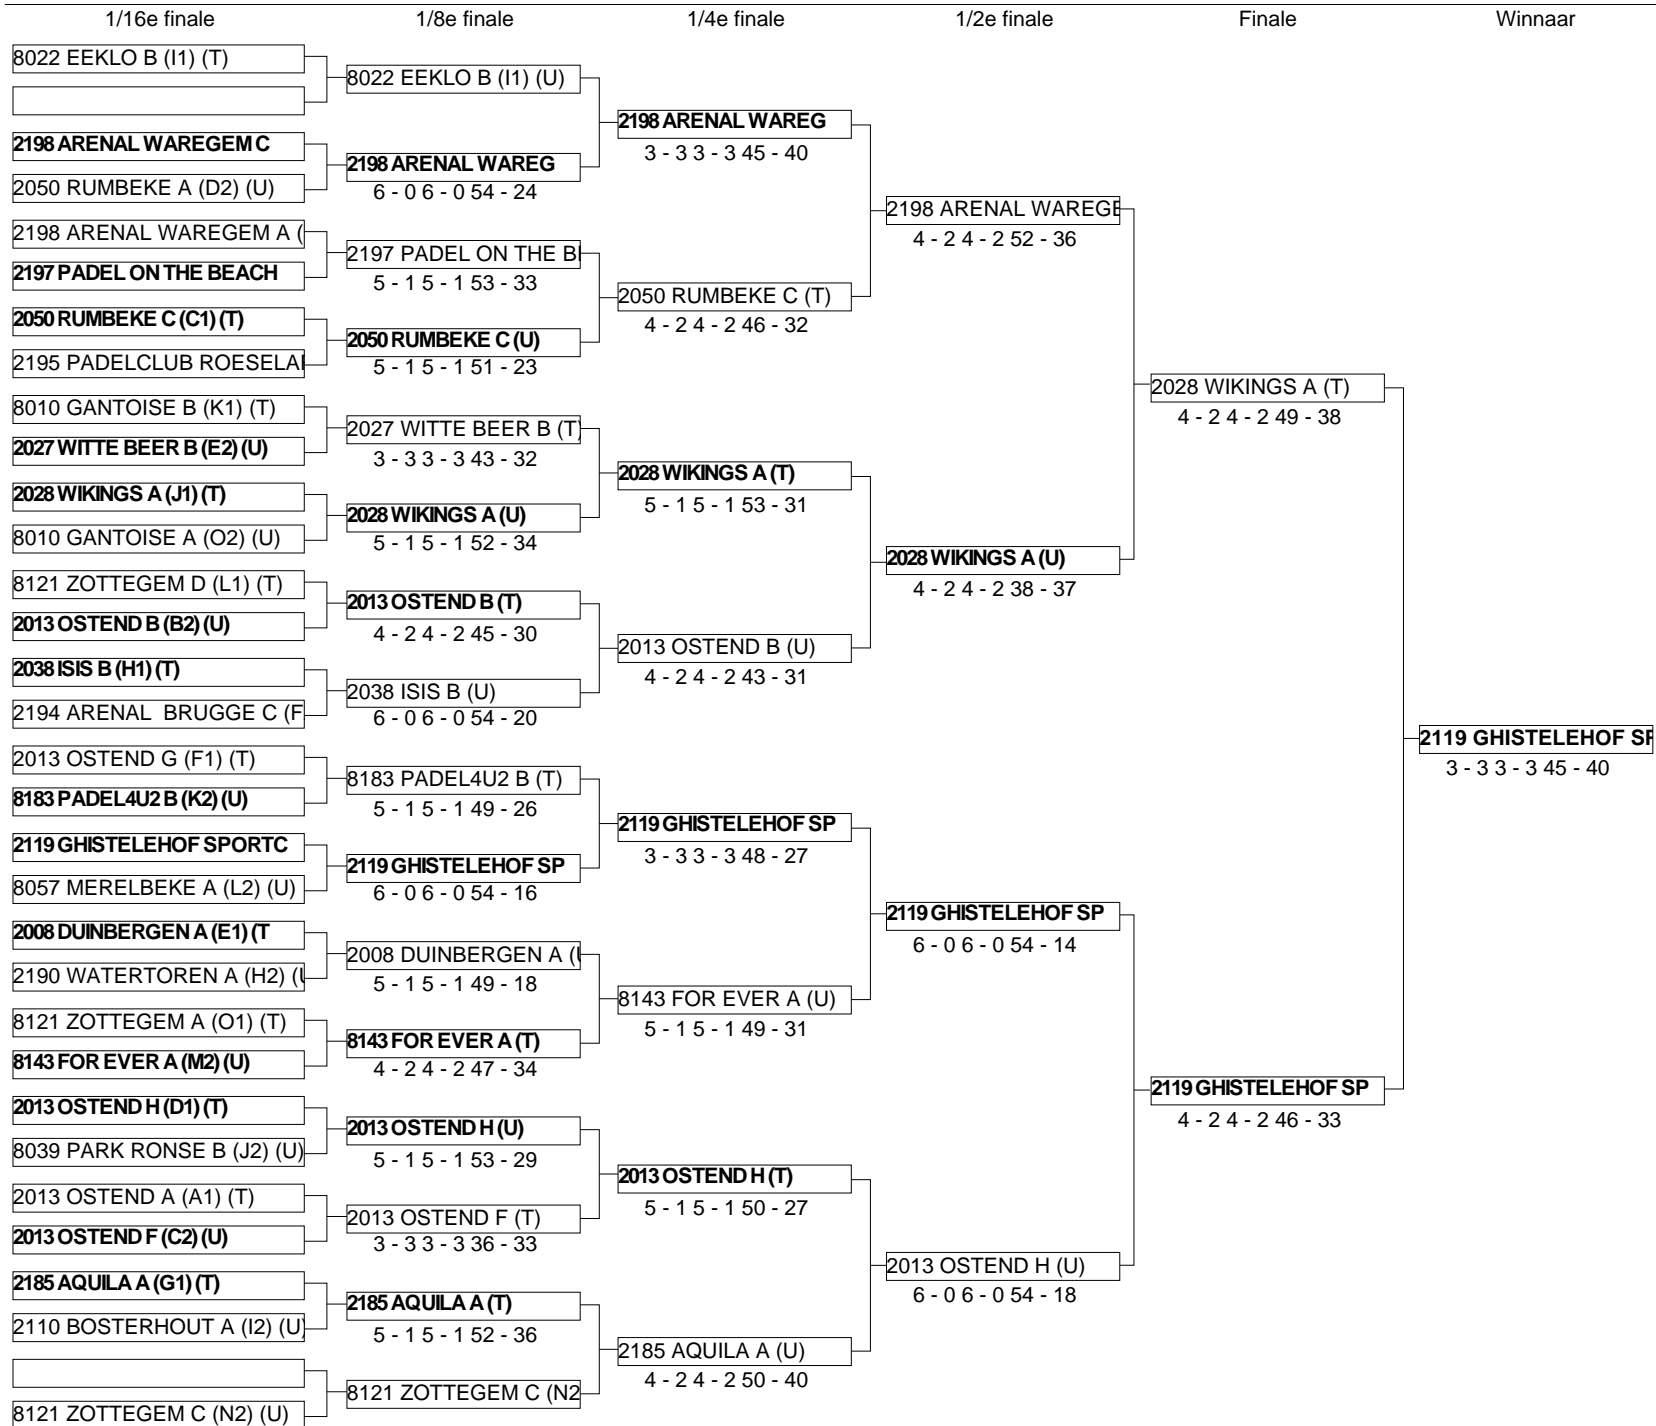 1/16e finale
1/8e finale
1/4e finale
1/2e finale
Finale
Winnaar
8022 EEKLO B (I1) (T)
2198 ARENAL WAREGEM C
2050 RUMBEKE A (D2) (U)
2198 ARENAL WAREGEM A (
2197 PADEL ON THE BEACH
2050 RUMBEKE C (C1) (T)
2195 PADELCLUB ROESELA
8010 GANTOISE B (K1) (T)
2027 WITTE BEER B (E2) (U)
2028 WIKINGS A (J1) (T)
8010 GANTOISE A (O2) (U)
8121 ZOTTEGEM D (L1) (T)
2013 OSTEND B (B2) (U)
2038 ISIS B (H1) (T)
2194 ARENAL  BRUGGE C (F
2013 OSTEND G (F1) (T)
8183 PADEL4U2 B (K2) (U)
2119 GHISTELEHOF SPORTC
8057 MERELBEKE A (L2) (U)
2008 DUINBERGEN A (E1) (T
2190 WATERTOREN A (H2) (U
8121 ZOTTEGEM A (O1) (T)
8143 FOR EVER A (M2) (U)
2013 OSTEND H (D1) (T)
8039 PARK RONSE B (J2) (U)
2013 OSTEND A (A1) (T)
2013 OSTEND F (C2) (U)
2185 AQUILA A (G1) (T)
2110 BOSTERHOUT A (I2) (U)
8121 ZOTTEGEM C (N2) (U)
8022 EEKLO B (I1) (U)
2198 ARENAL WAREG
6 - 0 6 - 0 54 - 24
2197 PADEL ON THE B
5 - 1 5 - 1 53 - 33
2050 RUMBEKE C (U)
5 - 1 5 - 1 51 - 23
2027 WITTE BEER B (T)
3 - 3 3 - 3 43 - 32
2028 WIKINGS A (U)
5 - 1 5 - 1 52 - 34
2013 OSTEND B (T)
4 - 2 4 - 2 45 - 30
2038 ISIS B (U)
6 - 0 6 - 0 54 - 20
8183 PADEL4U2 B (T)
5 - 1 5 - 1 49 - 26
2119 GHISTELEHOF SP
6 - 0 6 - 0 54 - 16
2008 DUINBERGEN A (U
5 - 1 5 - 1 49 - 18
8143 FOR EVER A (T)
4 - 2 4 - 2 47 - 34
2013 OSTEND H (U)
5 - 1 5 - 1 53 - 29
2013 OSTEND F (T)
3 - 3 3 - 3 36 - 33
2185 AQUILA A (T)
5 - 1 5 - 1 52 - 36
8121 ZOTTEGEM C (N2
2198 ARENAL WAREG
3 - 3 3 - 3 45 - 40
2050 RUMBEKE C (T)
4 - 2 4 - 2 46 - 32
2028 WIKINGS A (T)
5 - 1 5 - 1 53 - 31
2013 OSTEND B (U)
4 - 2 4 - 2 43 - 31
2119 GHISTELEHOF SP
3 - 3 3 - 3 48 - 27
8143 FOR EVER A (U)
5 - 1 5 - 1 49 - 31
2013 OSTEND H (T)
5 - 1 5 - 1 50 - 27
2185 AQUILA A (U)
4 - 2 4 - 2 50 - 40
2198 ARENAL WAREGE
4 - 2 4 - 2 52 - 36
2028 WIKINGS A (U)
4 - 2 4 - 2 38 - 37
2119 GHISTELEHOF SP
6 - 0 6 - 0 54 - 14
2013 OSTEND H (U)
6 - 0 6 - 0 54 - 18
2028 WIKINGS A (T)
4 - 2 4 - 2 49 - 38
2119 GHISTELEHOF SP
4 - 2 4 - 2 46 - 33
2119 GHISTELEHOF SP
3 - 3 3 - 3 45 - 40